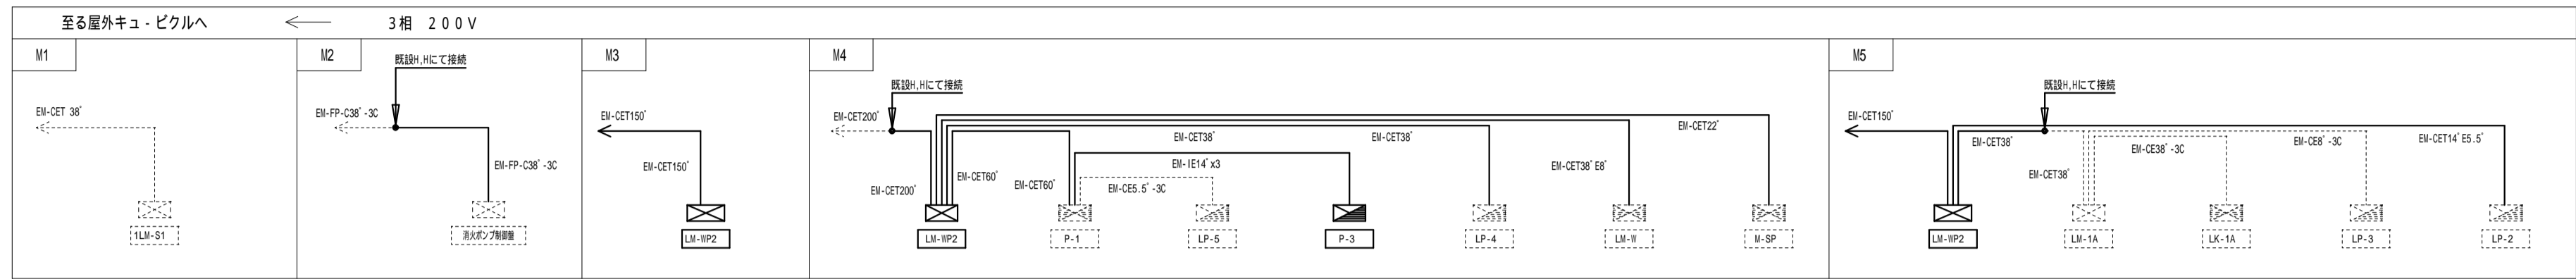 至る屋外キュ-ビクルへ
3相 200V
M1
EM-CET 38°
1LM-S1
M2
既設H,Hにて接続
EM-FP-C38°-3C
EM-FP-C38°-3C
消火ポンプ制御盤
M3
EM-CET150°
EM-CET150°
LM-WP2
M4
既設H,Hにて接続
EM-CET200°
EM-CET22°
EM-CET38°
EM-CET38°
EM-IE14°x3
EM-CET38°E8°
EM-CET60°
EM-CET60°
EM-CE5.5°-3C
EM-CET200°
LM-WP2
P-1
LP-5
P-3
LP-4
LM-W
M-SP
M5
既設H,Hにて接続
EM-CET150°
EM-CET38°
EM-CE38°-3C
EM-CE8°-3C
EM-CET14°E5.5°
EM-CET38°
LM-WP2
LM-1A
LK-1A
LP-3
LP-2